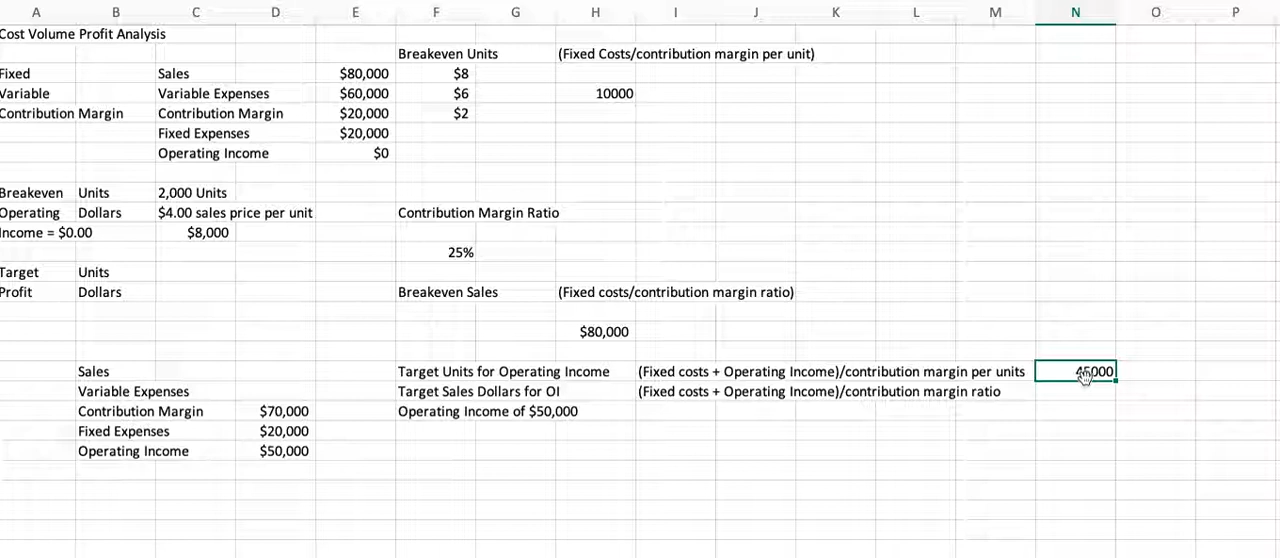 A B C D E F G H I J K L M N O P
Cost Volume Profit Analysis
Breakeven Units (Fixed Costs/contribution margin per unit)
Fixed Sales $80,000 $8
Variable Variable Expenses $60,000 $6 10000
Contribution Margin Contribution Margin $20,000 $2
Fixed Expenses $20,000
Operating Income $0
Breakeven Units 2,000 Units
Operating Dollars $4.00 sales price per unit Contribution Margin Ratio
Income = $0.00 $8,000
25%
Target Units
Profit Dollars Breakeven Sales (Fixed costs/contribution margin ratio)
$80,000
Sales Target Units for Operating Income (Fixed costs + Operating Income)/contribution margin per units
Variable Expenses Target Sales Dollars for OI (Fixed costs + Operating Income)/contribution margin ratio
Contribution Margin $70,000 Operating Income of $50,000
Fixed Expenses $20,000
Operating Income $50,000